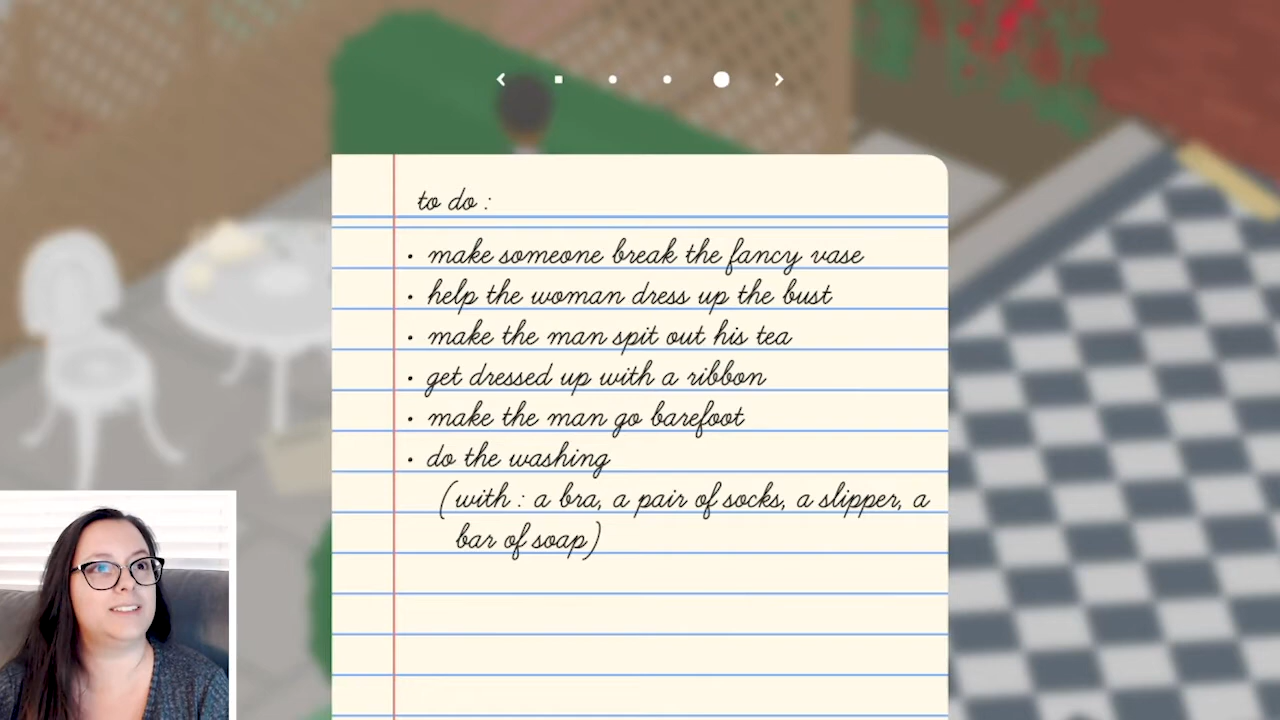 to do :
• make someone break the fancy vase
• help the woman dress up the bust
• make the man spit out his tea
• get dressed up with a ribbon
• make the man go barefoot
• do the washing
(with : a bra, a pair of socks, a slipper, a
bar of soap)